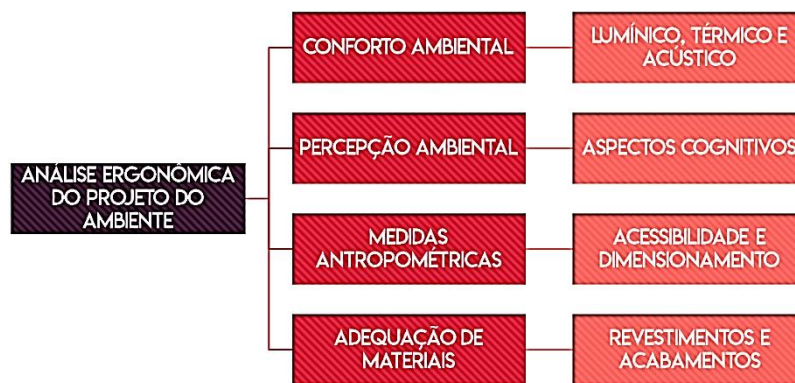 ANÁLISE ERGONÔMICA
DO PROJETO DO
AMBIENTE
CONFORTO AMBIENTAL
LUMÍNICO, TÉRMICO E
ACÚSTICO
PERCEPÇÃO AMBIENTAL
ASPECTOS COGNITIVOS
MEDIDAS
ANTROPOMÉTRICAS
ACESSIBILIDADE E
DIMENSIONAMENTO
ADEQUAÇÃO DE
MATERIAIS
REVESTIMENTOS E
ACABAMENTOS